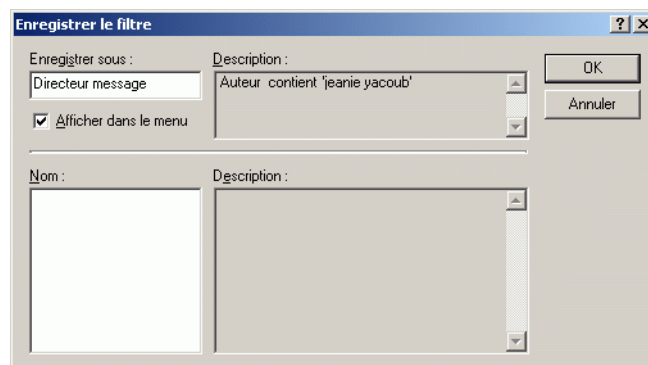 Enregistrer le filtre
Enregistrer sous :
Description :
Directeur message
Auteur contient 'jeanie yacoub'
OK
Annuler
Afficher dans le menu
Nom :
Description :